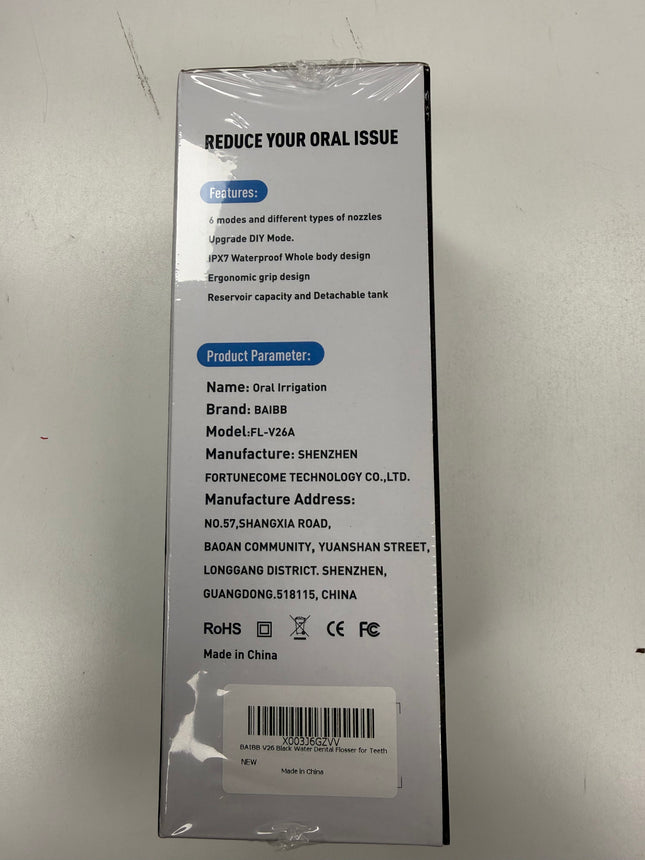 REDUCE YOUR ORAL ISSUE
Features:
6 modes and different types of nozzles
Upgrade DIY Mode.
IPX7 Waterproof Whole body design
Ergonomic grip design
Reservoir capacity and Detachable tank
Product Parameter:
Name: Oral Irrigation
Brand: BAIBB
Model:FL-V26A
Manufacture: SHENZHEN
FORTUNECOME TECHNOLOGY CO.,LTD.
Manufacture Address:
NO.57,SHANGXIA ROAD,
BAOAN COMMUNITY, YUANSHAN STREET,
LONGGANG DISTRICT. SHENZHEN,
GUANGDONG.518115, CHINA
RoHS CE FC
Made in China
X003J6GZVV
BAIBB V26 Black Water Dental Flosser for Teeth
NEW
Made in China